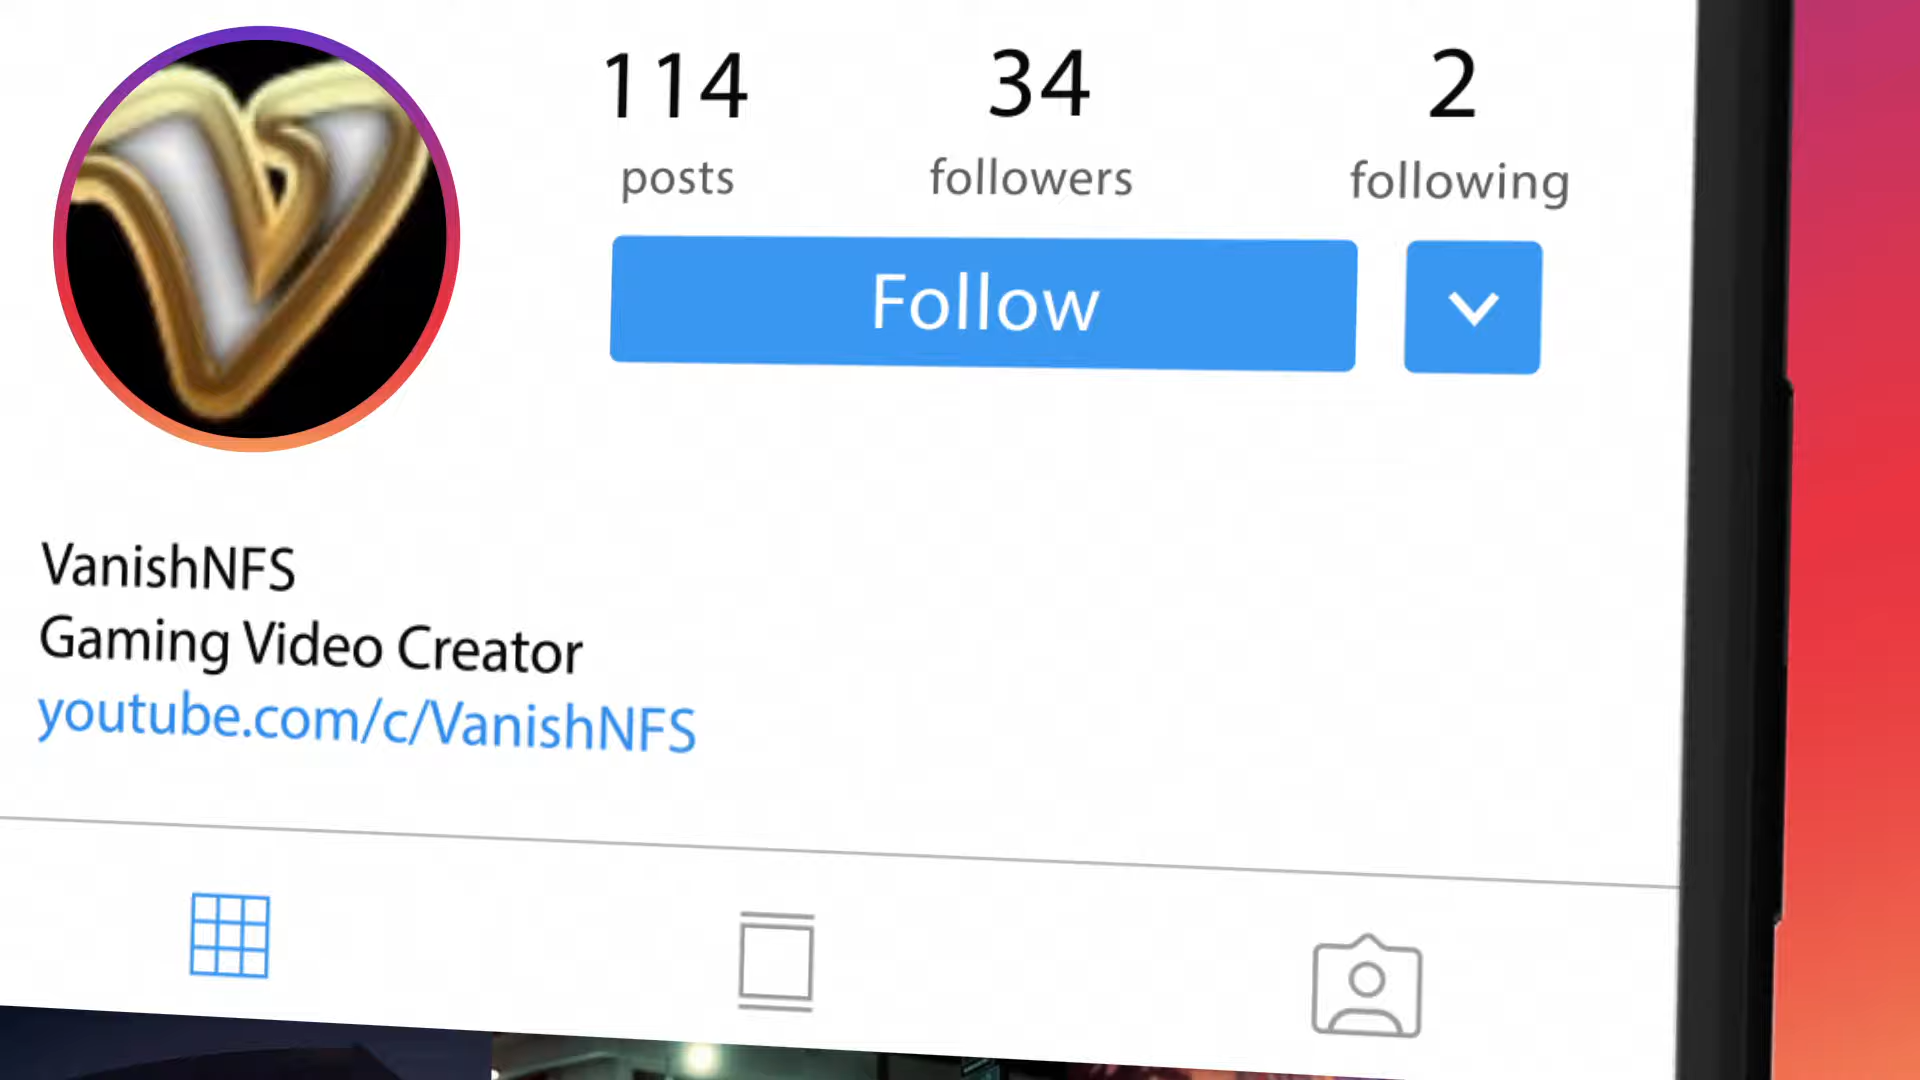 114 34 2
posts followers following
Follow
VanishNFS
Gaming Video Creator
youtube.com/c/VanishNFS